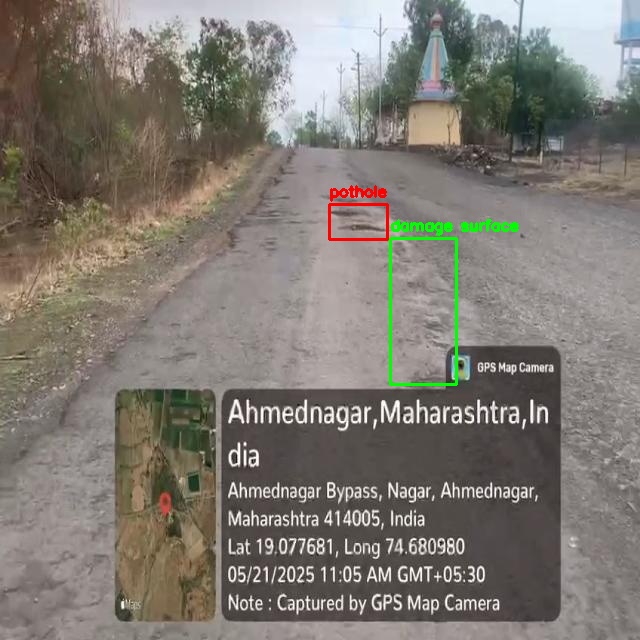 pothole
damage surface
GPS Map Camera
Ahmednagar,Maharashtra,In
dia
Ahmednagar Bypass, Nagar, Ahmednagar,
Maharashtra 414005, India
Lat 19.077681, Long 74.680980
05/21/2025 11:05 AM GMT+05:30
Note : Captured by GPS Map Camera
Maps